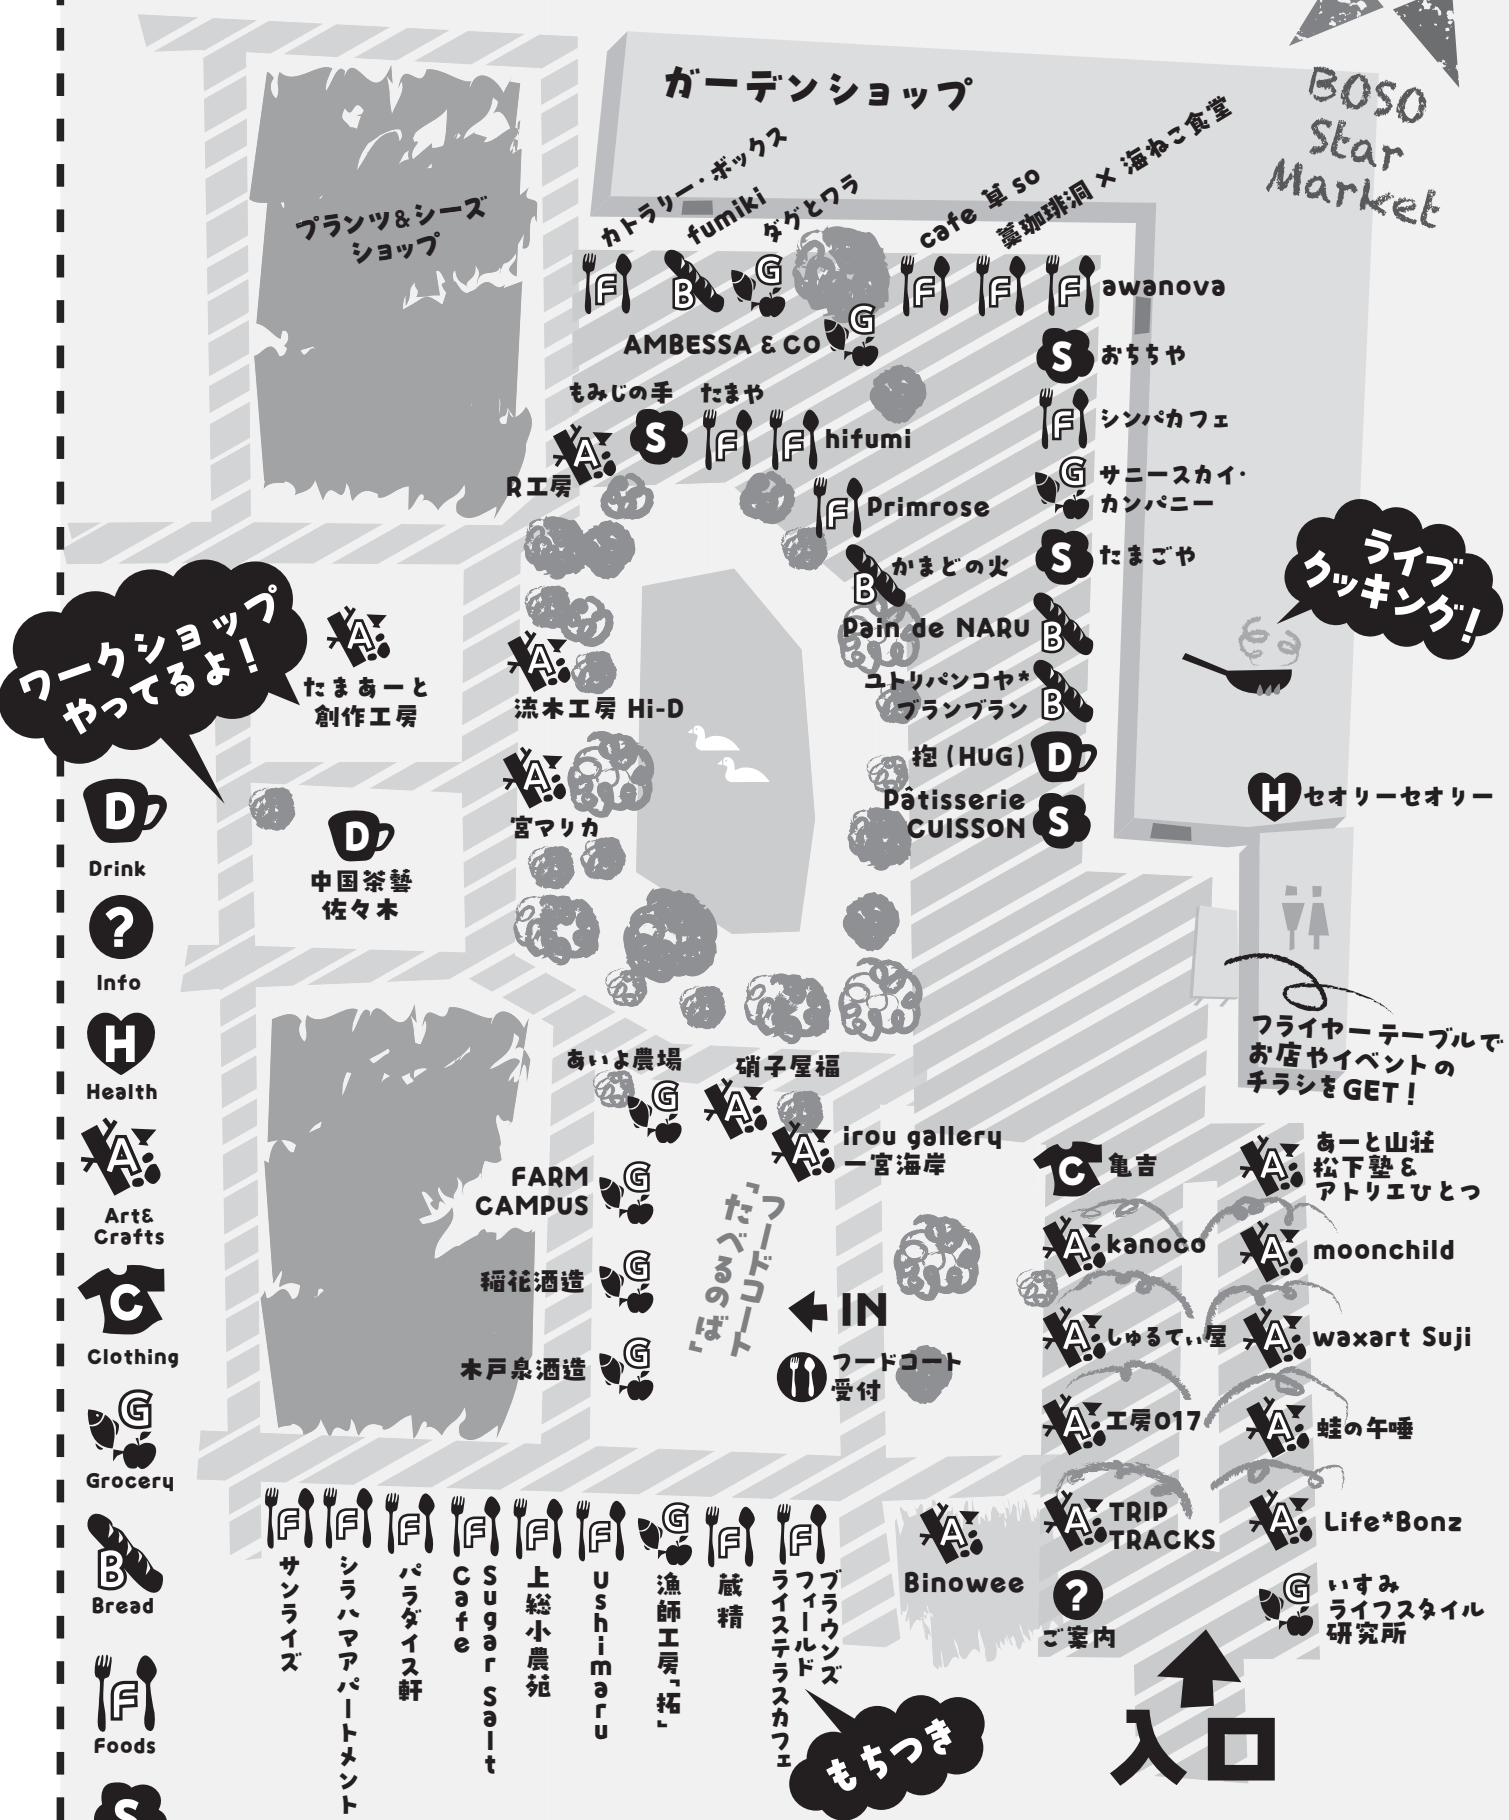 BOSO
Star
Market
ガーデンショップ
プランツ&シーズ
ショップ
カトラリー・ボックス
F
fumiki
B
ダグとワラ
G
cafe 草 so
F
藁珈琲洞 × 海ねこ食堂
F
F
awanova
AMBESSA & CO
G
S
おちちや
もみじの手
S
たまや
F
F
hifumi
A
R工房
F
シンパカフェ
G
サニースカイ・
カンパニー
F
Primrose
B
かまどの火
S
たまごや
ライブ
クッキング!
ワークショップ
やってるよ!
A
たまあーと
創作工房
A
流木工房 Hi-D
Pain de NARU
B
ユトリパンコヤ*
ブランブラン
B
抱(HUG)
D
Pâtisserie
CUISSON
S
H
セオリーセオリー
A
宮マリカ
D
中国茶藝
佐々木
D
Drink
?
Info
H
Health
A
Art&
Crafts
C
Clothing
G
Grocery
B
Bread
F
Foods
S
フライヤーテーブルで
お店やイベントの
チラシをGET!
あいよ農場
G
硝子屋福
A
A
irou gallery
一宮海岸
FARM
CAMPUS
G
稲花酒造
G
木戸泉酒造
G
フードコート
「たべるのば」
IN
フードコート
受付
C
亀吉
A
あーと山荘
松下塾 &
アトリエひとつ
A
kanoco
A
moonchild
A
しゅるてぃ屋
A
waxart Suji
A
工房017
A
蛙の午睡
A
TRIP
TRACKS
A
Life*Bonz
A
Binowee
?
ご案内
G
いすみ
ライフスタイル
研究所
F
サンライズ
F
シラハマアパートメント
F
パラダイス軒
F
Sugar Salt
Cafe
F
上総小農苑
F
ushimaru
G
漁師工房「拓」
F
蔵精
F
ブラウンズ
フィールド
ライステラスカフェ
もちつき
入口